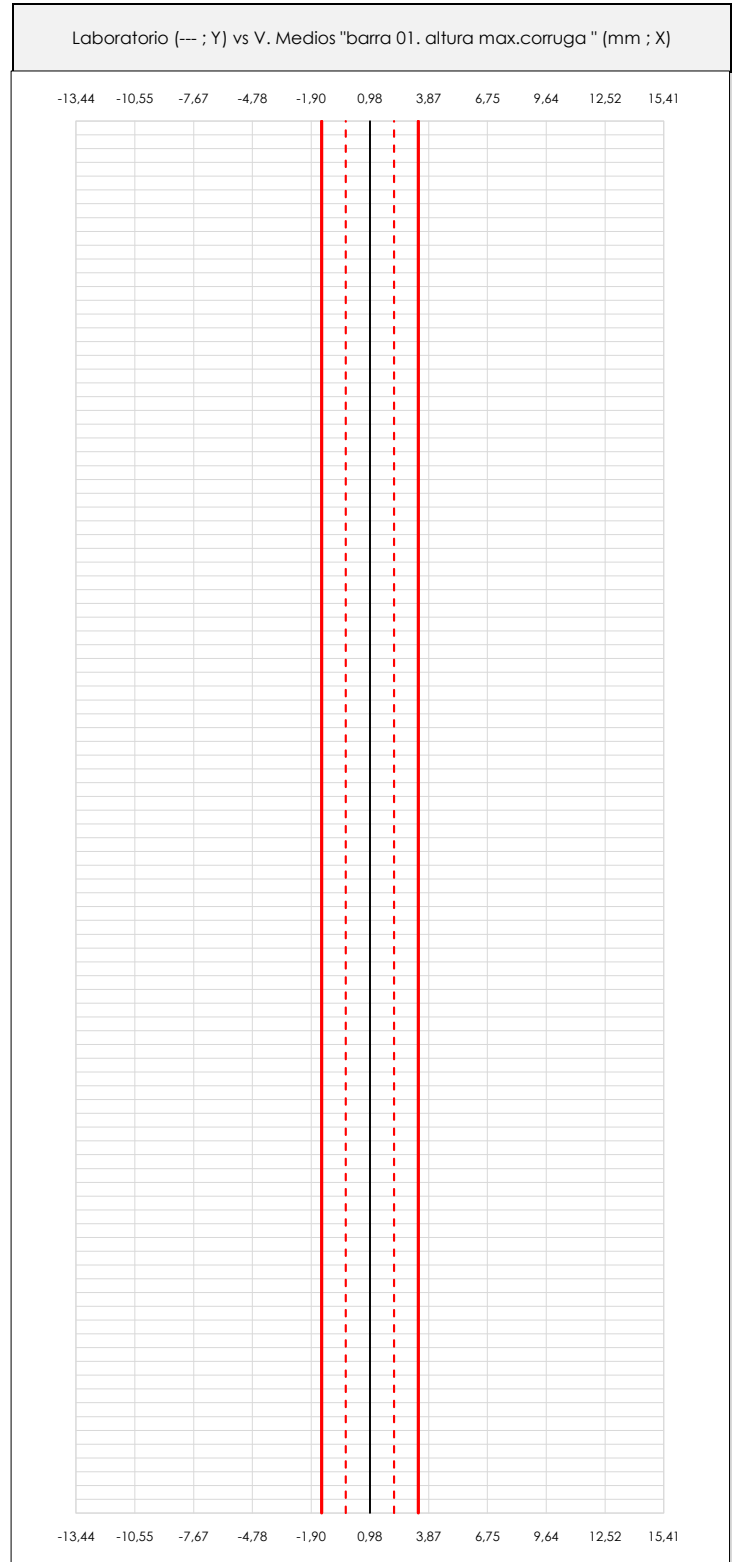 Laboratorio (--- ; Y) vs V. Medios "barra 01. altura max.corruga " (mm ; X)
-13,44 -10,55 -7,67 -4,78 -1,90 0,98 3,87 6,75 9,64 12,52 15,41
-13,44 -10,55 -7,67 -4,78 -1,90 0,98 3,87 6,75 9,64 12,52 15,41